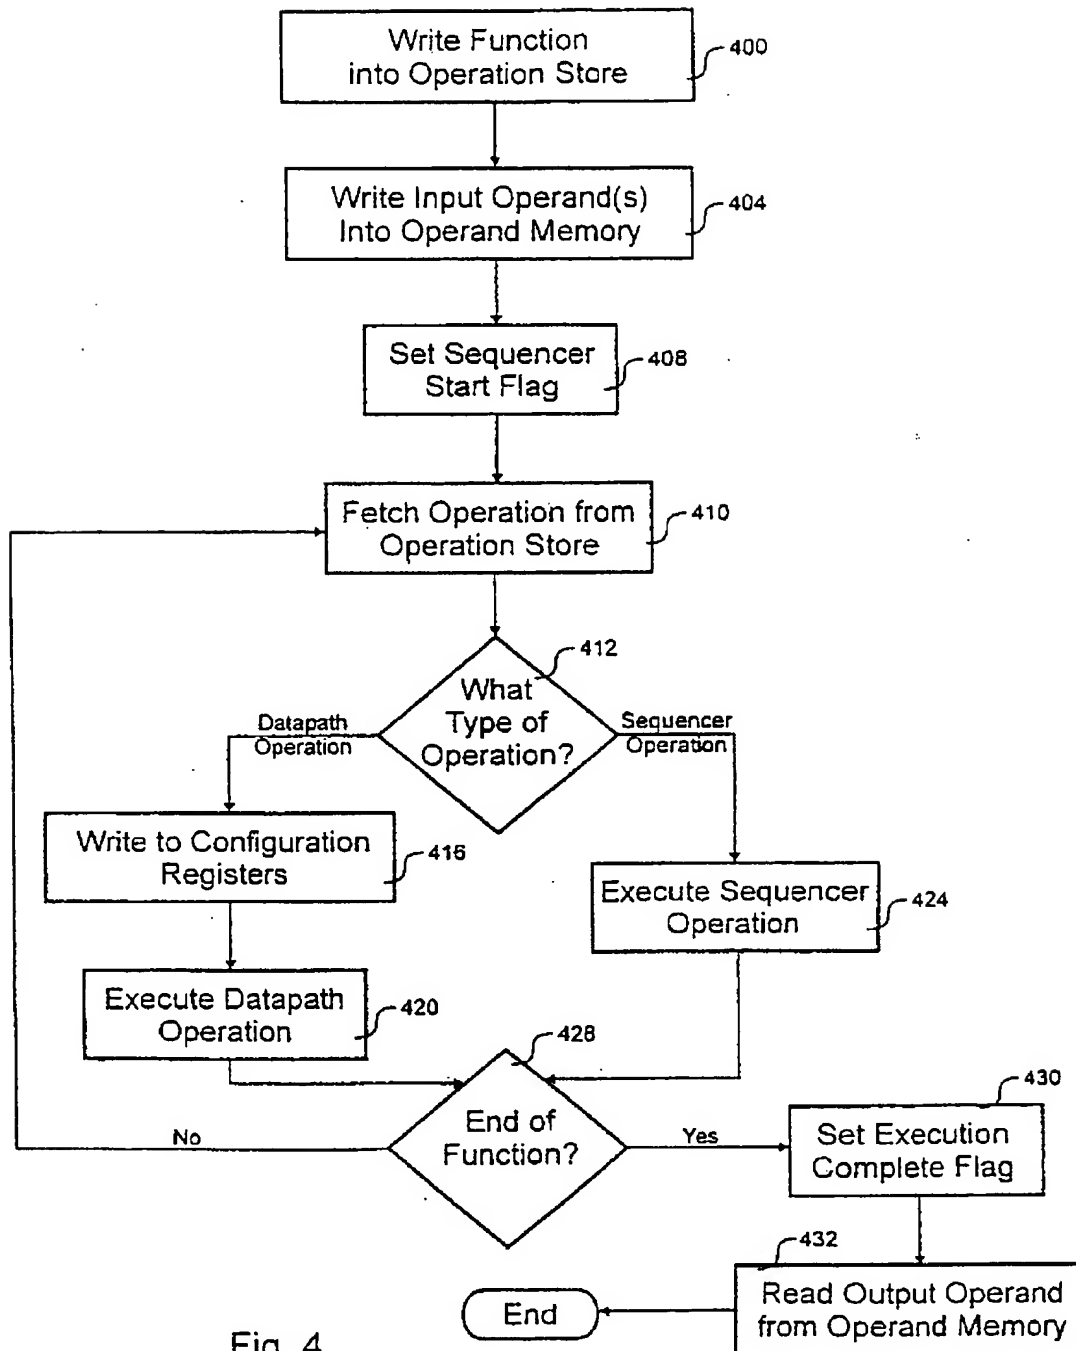 Write Function
into Operation Store
400
Write Input Operand(s)
Into Operand Memory
404
Set Sequencer
Start Flag
408
Fetch Operation from
Operation Store
410
412
What
Type of
Operation?
Datapath
Operation
Sequencer
Operation
Write to Configuration
Registers
416
Execute Sequencer
Operation
424
Execute Datapath
Operation
420
428
End of
Function?
No
Yes
430
Set Execution
Complete Flag
432
Read Output Operand
from Operand Memory
End
Fig. 4